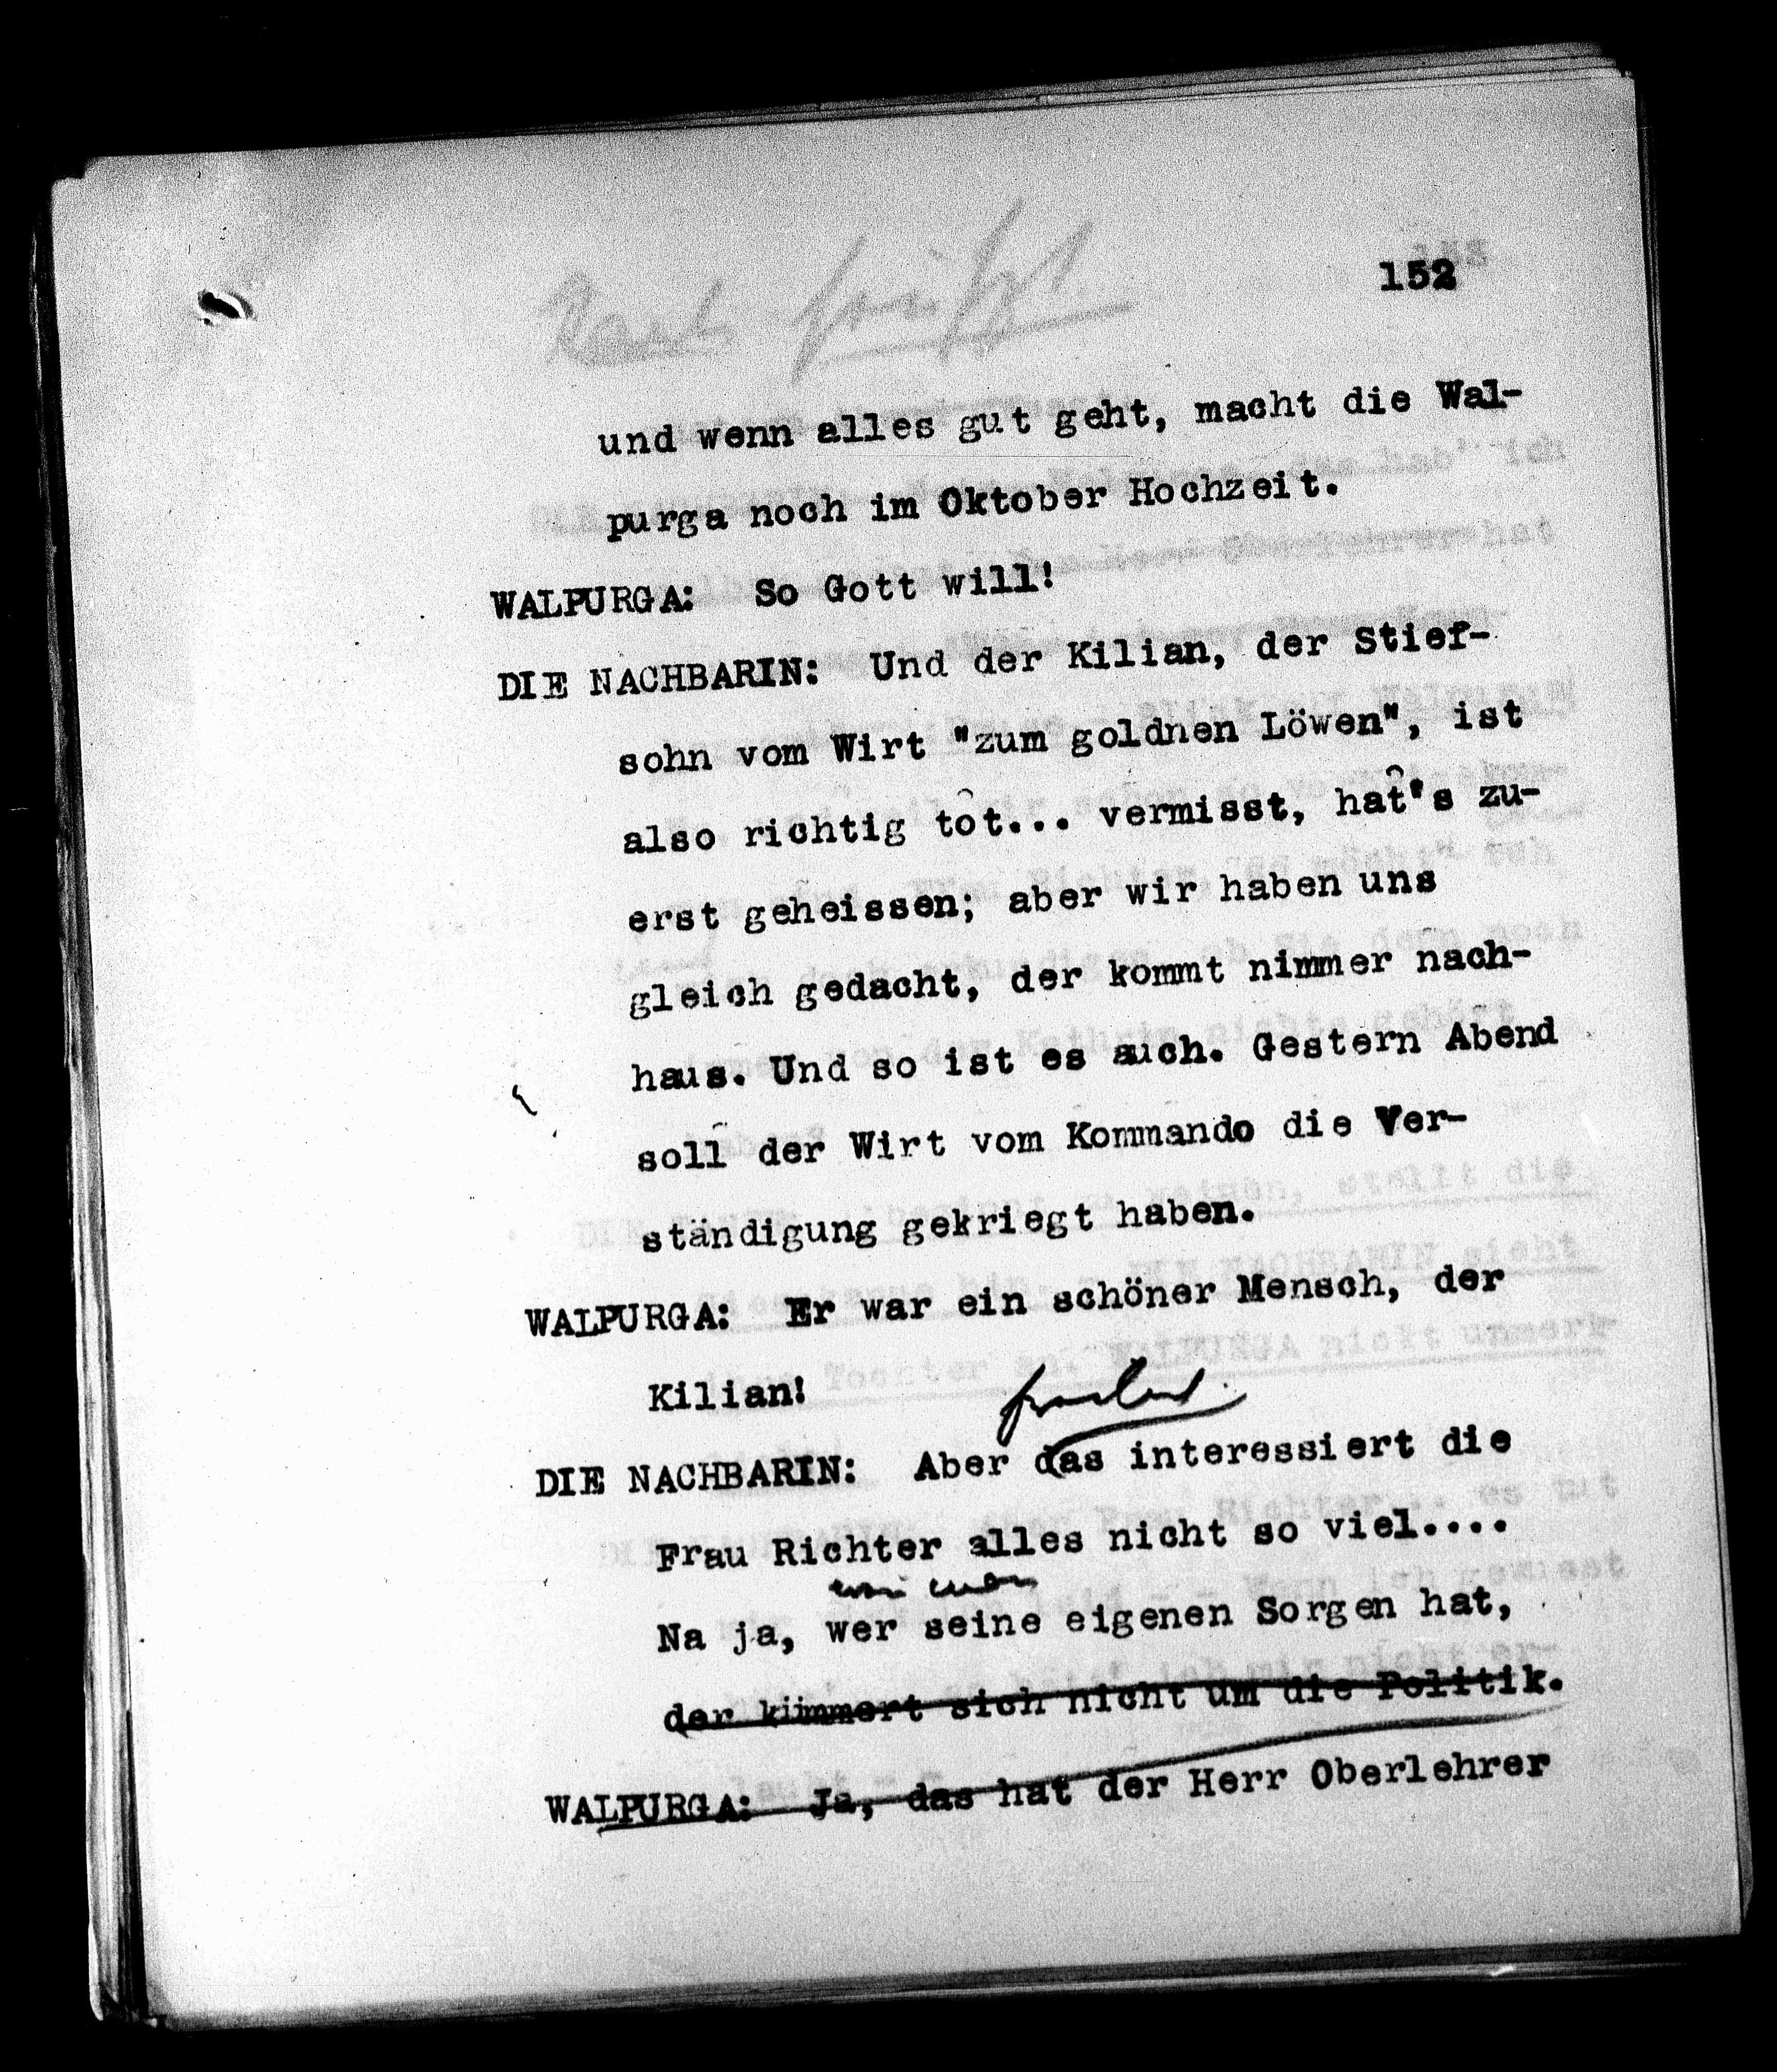 152
und wenn alles gut geht, macht die Wal-
purga noch im Oktober Hochzeit.
WALPURGA: So Gott will!
DIE NACHBARIN: Und der Kilian, der Stief-
sohn vom Wirt "zum goldnen Löwen", ist
also richtig tot... vermisst, hat's zu-
erst geheissen; aber wir haben uns
gleich gedacht, der kommt nimmer nach-
haus. Und so ist es auch. Gestern Abend
soll der Wirt vom Kommando die Ver-
ständigung gekriegt haben.
WALPURGA: Er war ein schöner Mensch, der
Kilian!
DIE NACHBARIN: Aber das interessiert die
Frau Richter alles nicht so viel....
Na ja, wer seine eigenen Sorgen hat,
der kümmert sich nicht um die Politik.
WALPURGA: Ja, das hat der Herr Oberlehrer